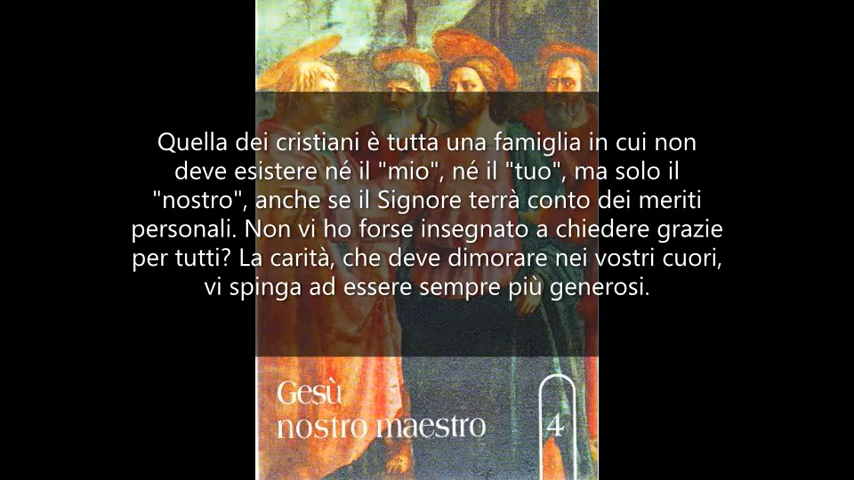 Quella dei cristiani è tutta una famiglia in cui non
deve esistere né il "mio", né il "tuo", ma solo il
"nostro", anche se il Signore terrà conto dei meriti
personali. Non vi ho forse insegnato a chiedere grazie
per tutti? La carità, che deve dimorare nei vostri cuori,
vi spinga ad essere sempre più generosi.
Gesù
nostro maestro
4